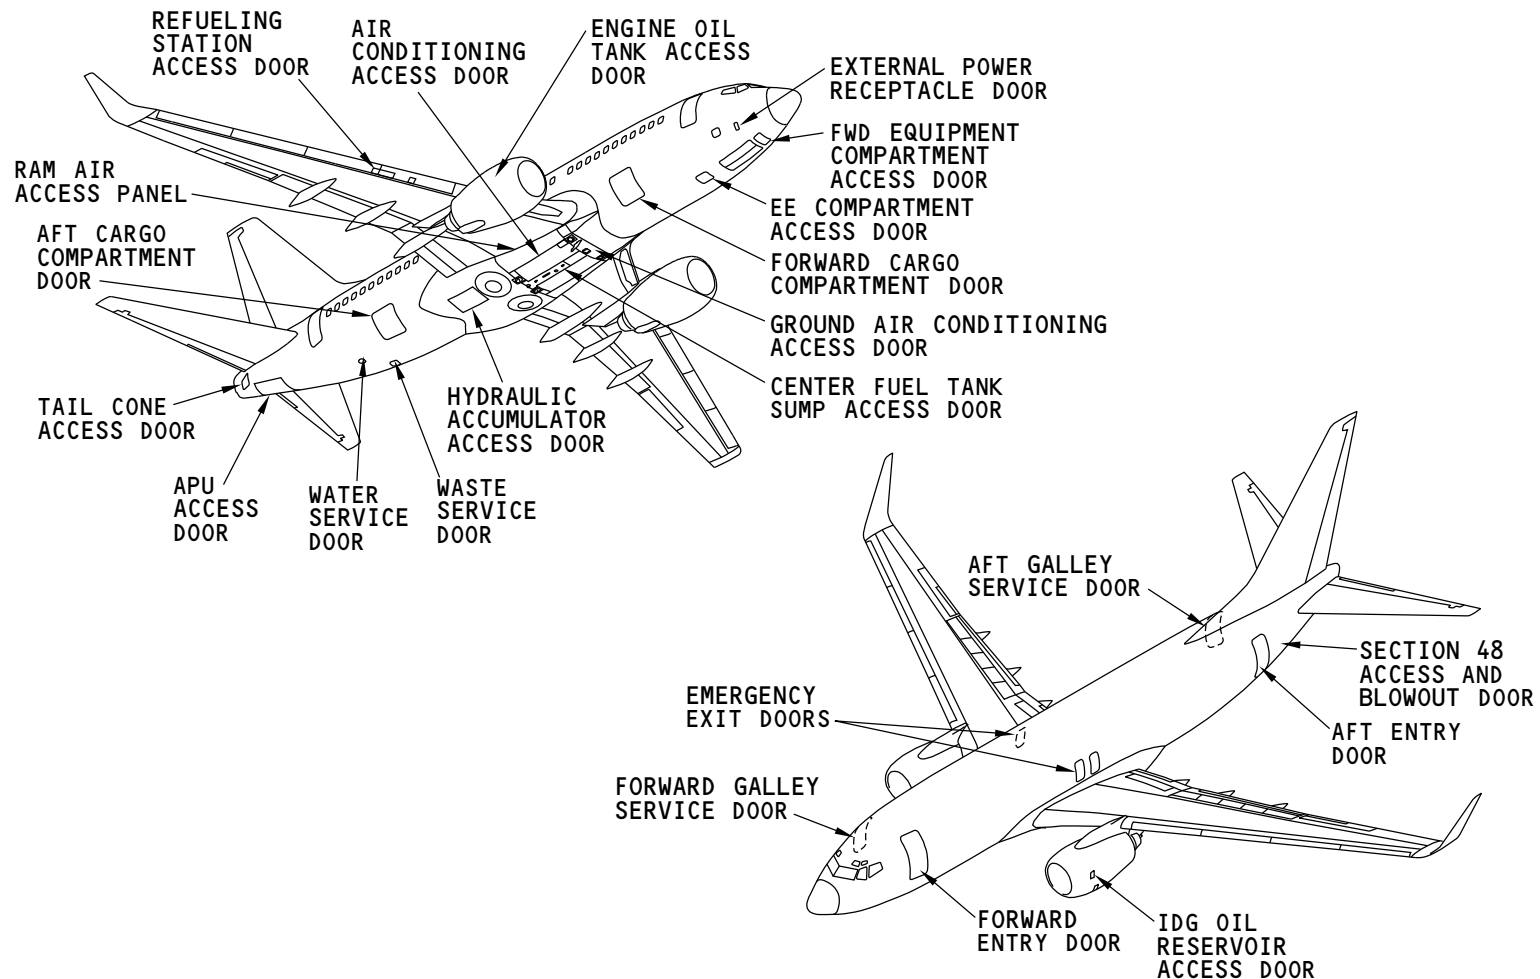 REFUELING
STATION
ACCESS DOOR
AIR
CONDITIONING
ACCESS DOOR
ENGINE OIL
TANK ACCESS
DOOR
EXTERNAL POWER
RECEPTACLE DOOR
FWD EQUIPMENT
COMPARTMENT
ACCESS DOOR
RAM AIR
ACCESS PANEL
EE COMPARTMENT
ACCESS DOOR
AFT CARGO
COMPARTMENT
DOOR
FORWARD CARGO
COMPARTMENT DOOR
GROUND AIR CONDITIONING
ACCESS DOOR
CENTER FUEL TANK
SUMP ACCESS DOOR
TAIL CONE
ACCESS DOOR
HYDRAULIC
ACCUMULATOR
ACCESS DOOR
APU
ACCESS
DOOR
WATER
SERVICE
DOOR
WASTE
SERVICE
DOOR
AFT GALLEY
SERVICE DOOR
SECTION 48
ACCESS AND
BLOWOUT DOOR
EMERGENCY
EXIT DOORS
AFT ENTRY
DOOR
FORWARD GALLEY
SERVICE DOOR
FORWARD
ENTRY DOOR
IDG OIL
RESERVOIR
ACCESS DOOR